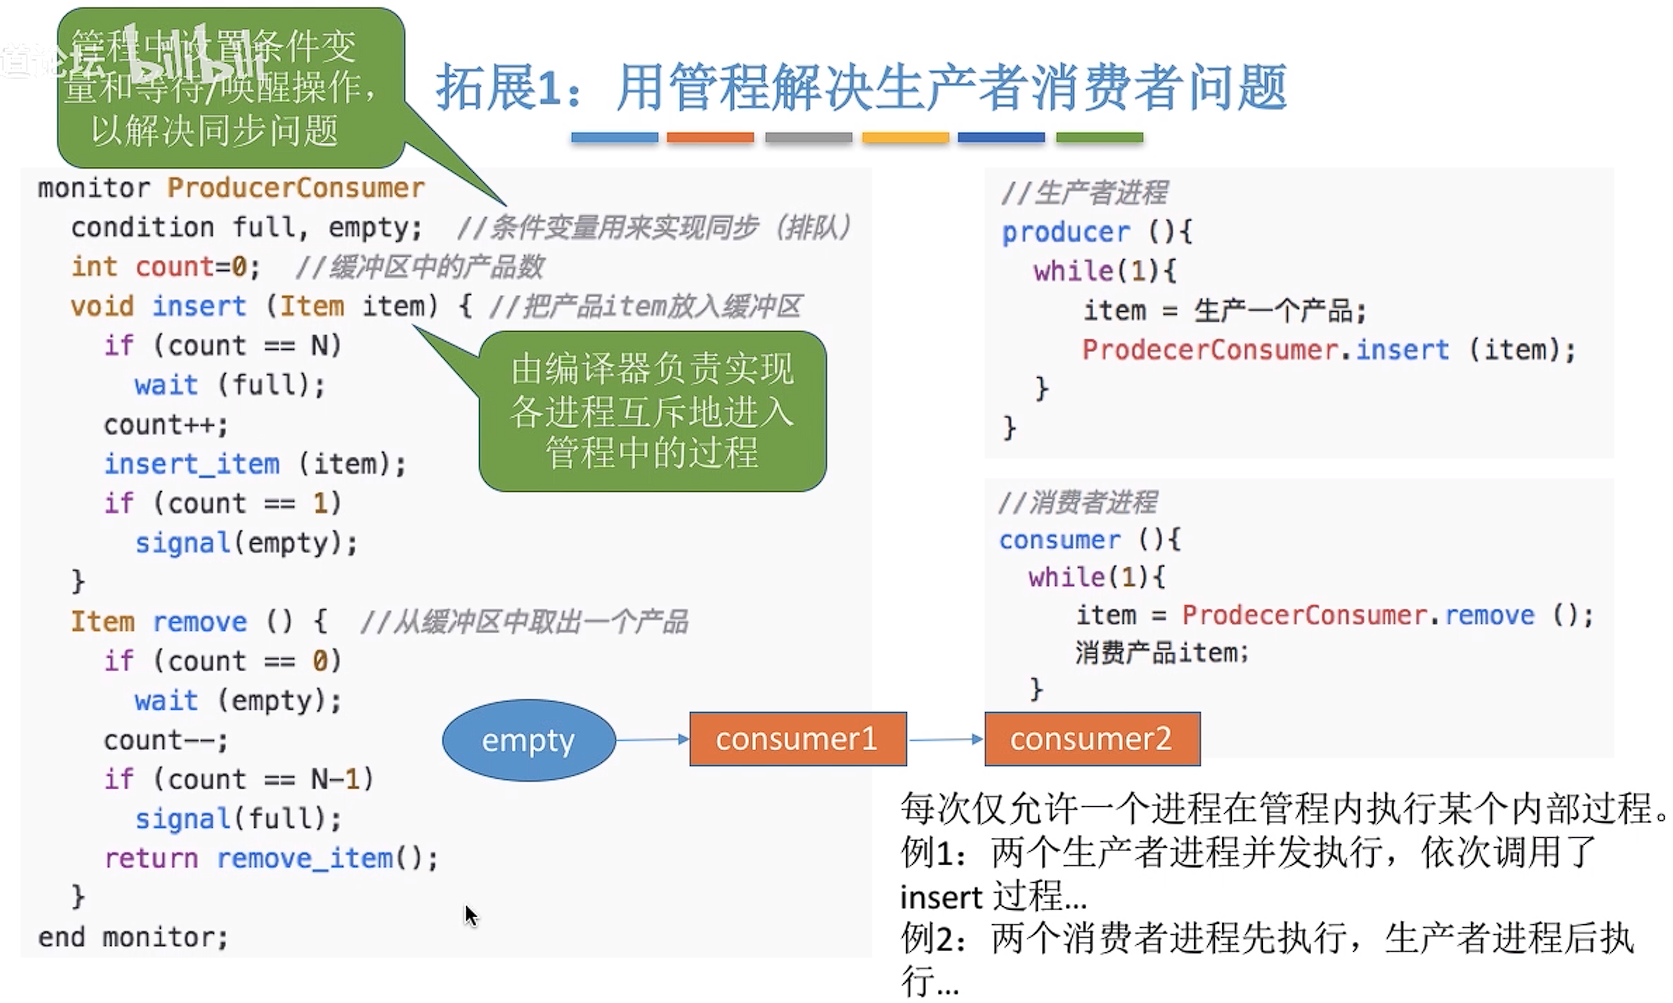 管程中设置条件变
量和等待/唤醒操作，
以解决同步问题
bilibili
拓展1：用管程解决生产者消费者问题
monitor ProducerConsumer
condition full, empty; //条件变量用来实现同步（排队）
int count=0; //缓冲区中的产品数
void insert (Item item) { //把产品item放入缓冲区
if (count == N)
wait (full);
count++;
insert_item (item);
if (count == 1)
signal(empty);
}
Item remove () { //从缓冲区中取出一个产品
if (count == 0)
wait (empty);
count--;
if (count == N-1)
signal(full);
return remove_item();
}
end monitor;
由编译器负责实现
各进程互斥地进入
管程中的过程
//生产者进程
producer (){
while(1){
item = 生产一个产品;
ProdecerConsumer.insert (item);
}
}
//消费者进程
consumer (){
while(1){
item = ProdecerConsumer.remove ();
消费产品item;
}
empty
consumer1
consumer2
每次仅允许一个进程在管程内执行某个内部过程。
例1：两个生产者进程并发执行，依次调用了
insert 过程…
例2：两个消费者进程先执行，生产者进程后执
行…